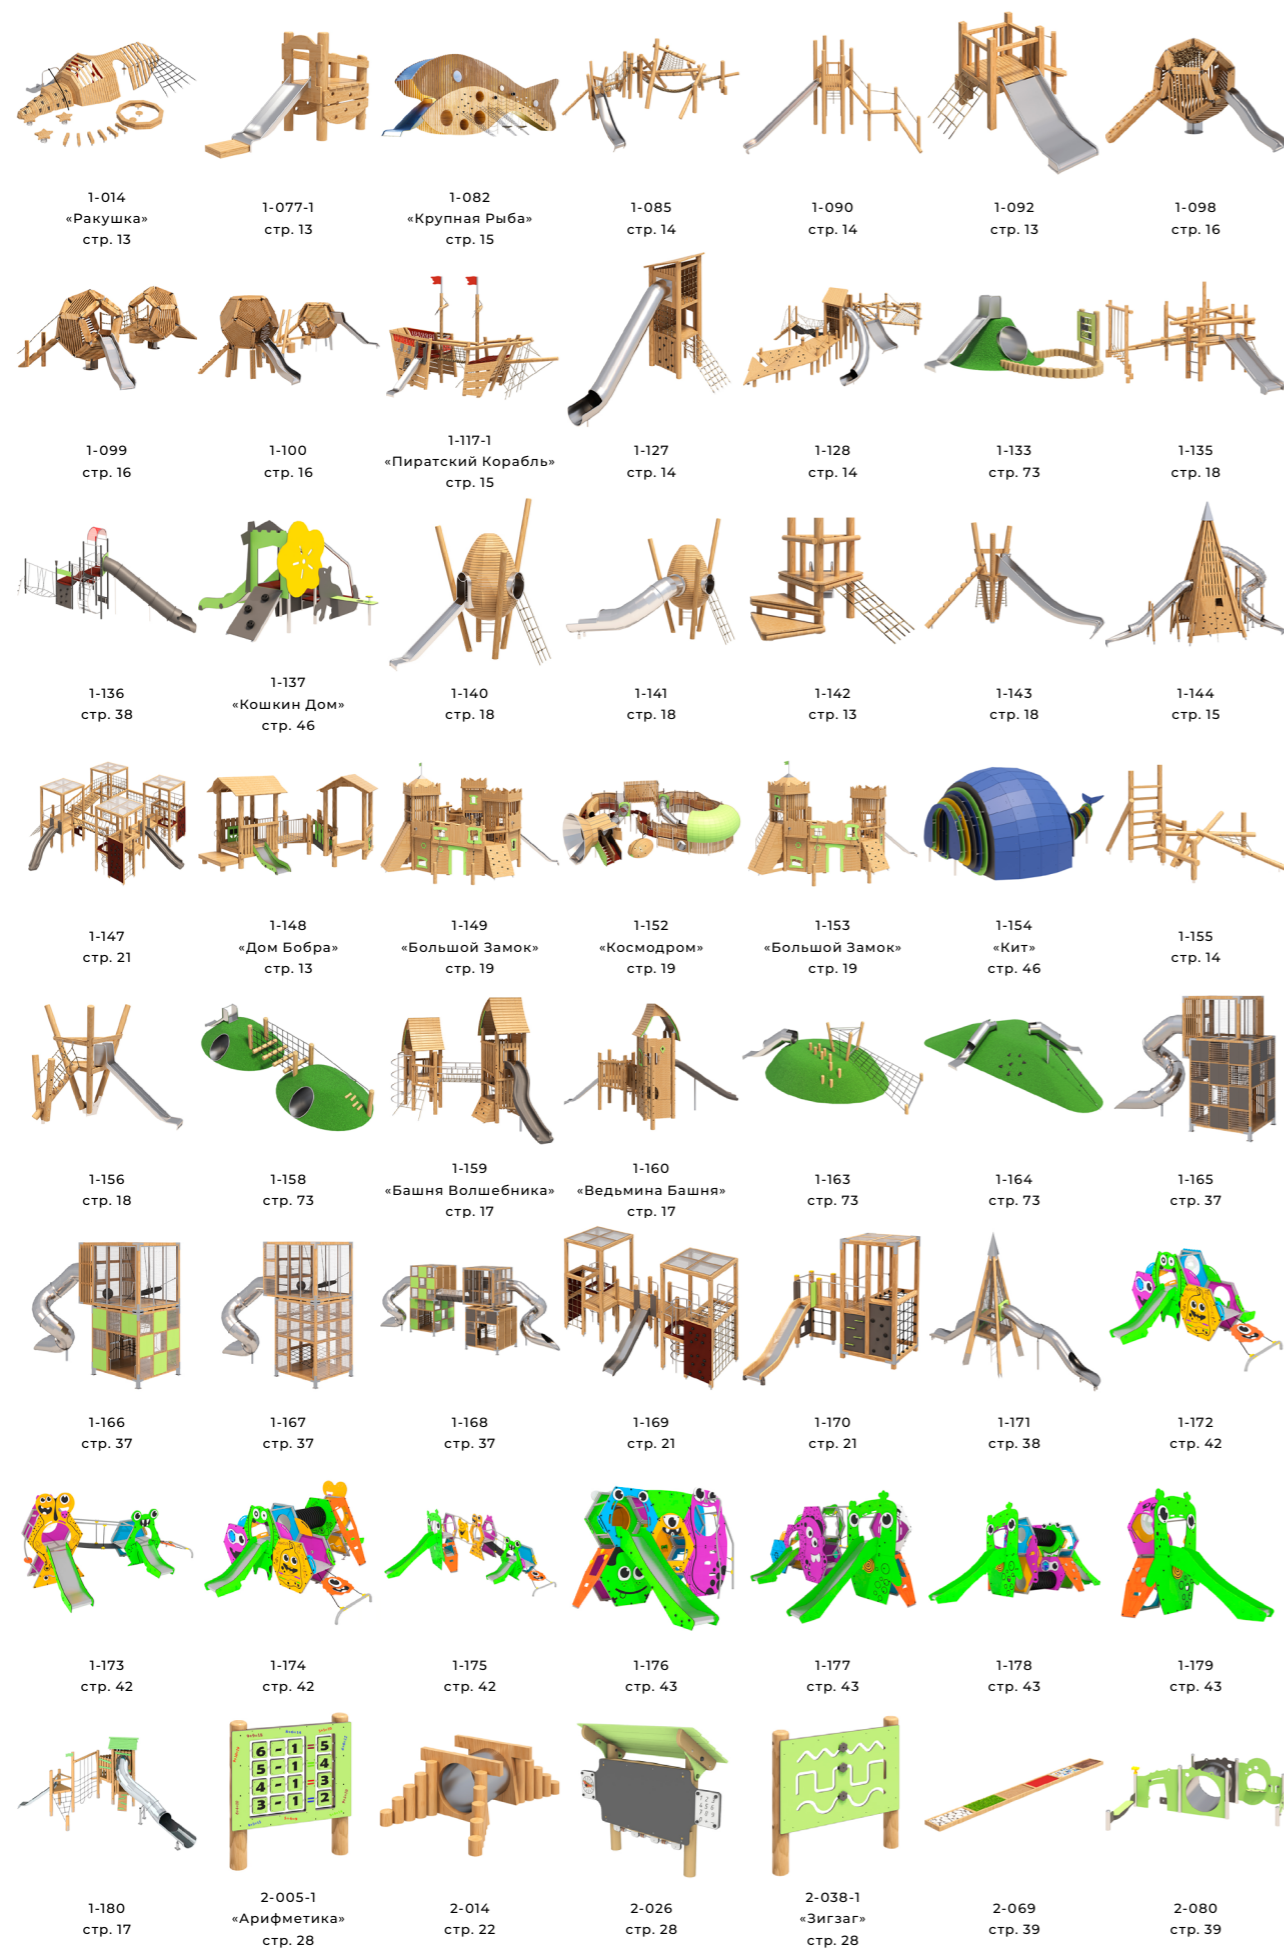 1-014
«Ракушка»
стр. 13
1-077-1
стр. 13
1-082
«Крупная Рыба»
стр. 15
1-085
стр. 14
1-090
стр. 14
1-092
стр. 13
1-098
стр. 16
1-099
стр. 16
1-100
стр. 16
1-117-1
«Пиратский Корабль»
стр. 15
1-127
стр. 14
1-128
стр. 14
1-133
стр. 73
1-135
стр. 18
1-136
стр. 38
1-137
«Кошкин Дом»
стр. 46
1-140
стр. 18
1-141
стр. 18
1-142
стр. 13
1-143
стр. 18
1-144
стр. 15
1-147
стр. 21
1-148
«Дом Бобра»
стр. 13
1-149
«Большой Замок»
стр. 19
1-152
«Космодром»
стр. 19
1-153
«Большой Замок»
стр. 19
1-154
«Кит»
стр. 46
1-155
стр. 14
1-156
стр. 18
1-158
стр. 73
1-159
«Башня Волшебника»
стр. 17
1-160
«Ведьмина Башня»
стр. 17
1-163
стр. 73
1-164
стр. 73
1-165
стр. 37
1-166
стр. 37
1-167
стр. 37
1-168
стр. 37
1-169
стр. 21
1-170
стр. 21
1-171
стр. 38
1-172
стр. 42
1-173
стр. 42
1-174
стр. 42
1-175
стр. 42
1-176
стр. 43
1-177
стр. 43
1-178
стр. 43
1-179
стр. 43
6 - 1 = 5
5 - 1 = 4
4 - 1 = 3
3 - 1 = 2
1-180
стр. 17
2-005-1
«Арифметика»
стр. 28
2-014
стр. 22
2-026
стр. 28
2-038-1
«Зигзаг»
стр. 28
2-069
стр. 39
2-080
стр. 39